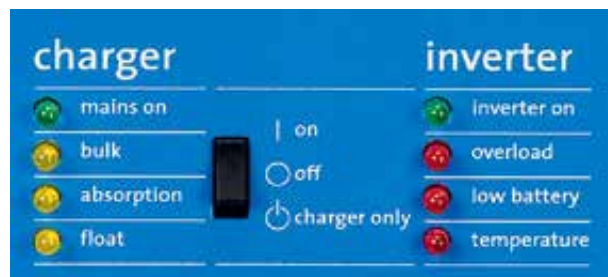 charger
mains on
bulk
absorption
float
on
off
charger only
inverter
inverter on
overload
low battery
temperature